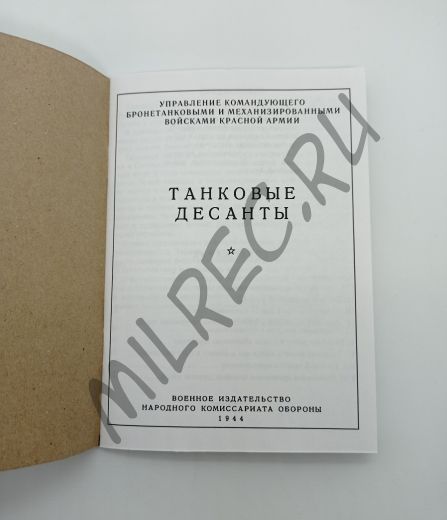 УПРАВЛЕНИЕ КОМАНДУЮЩЕГО
БРОНЕТАНКОВЫМИ И МЕХАНИЗИРОВАННЫМИ
ВОЙСКАМИ КРАСНОЙ АРМИИ
ТАНКОВЫЕ
ДЕСАНТЫ
MILREC.RU
ВОЕННОЕ ИЗДАТЕЛЬСТВО
НАРОДНОГО КОМИССАРИАТА ОБОРОНЫ
1944